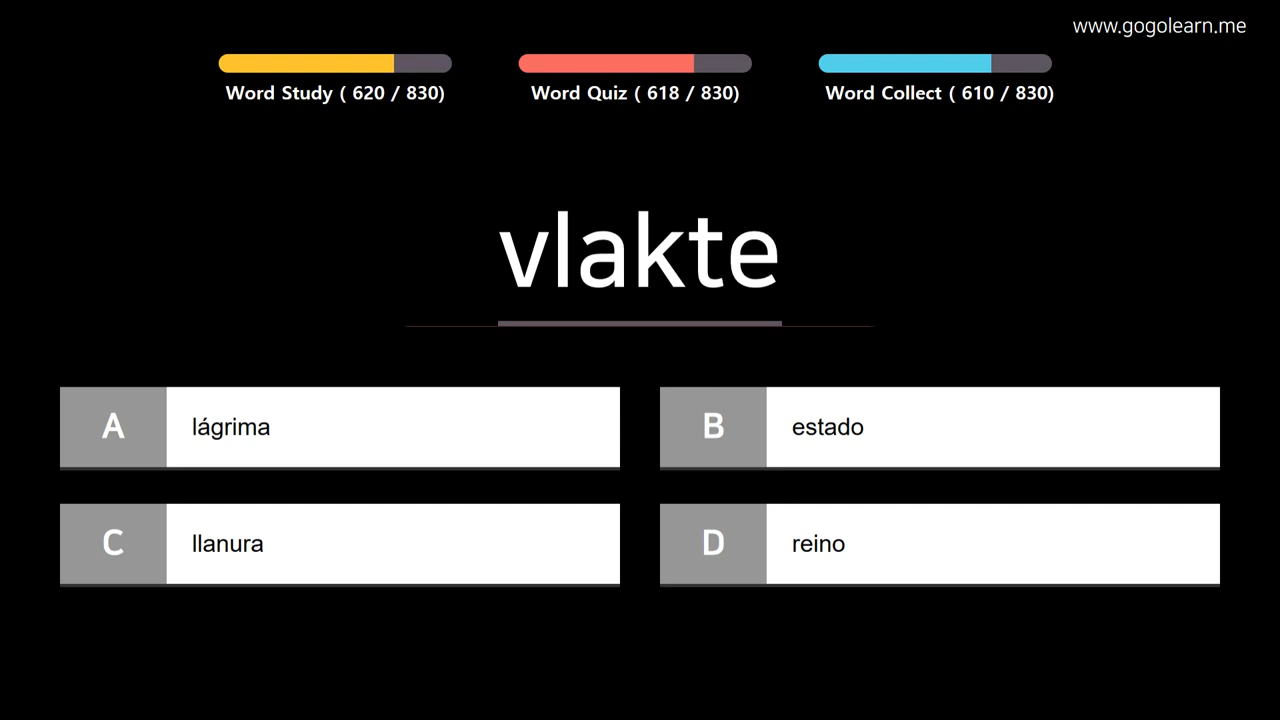 www.gogolearn.me
Word Study ( 620 / 830)
Word Quiz ( 618 / 830)
Word Collect ( 610 / 830)
vlakte
A lágrima
B estado
C llanura
D reino